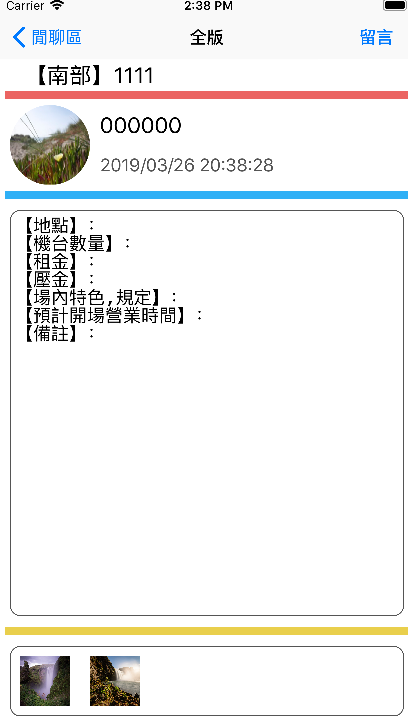 Carrier 2:38 PM
閒聊區 全版 留言
【南部】1111
000000
2019/03/26 20:38:28
【地點】：
【機台數量】：
【租金】：
【壓金】：
【場內特色,規定】：
【預計開場營業時間】：
【備註】：